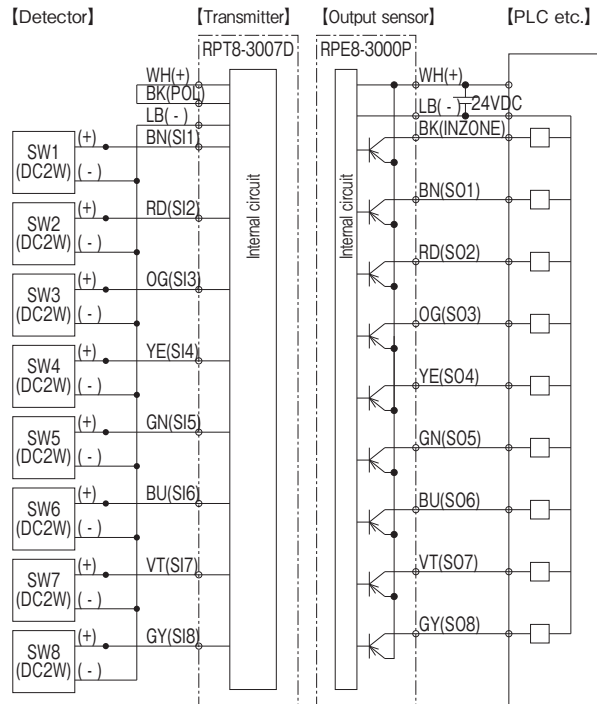 【Detector】
【Transmitter】
【Output sensor】
【PLC etc.】
RPT8-3007D
RPE8-3000P
WH(+)
BK(POL)
LB( - )
BN(SI1)
RD(SI2)
OG(SI3)
YE(SI4)
GN(SI5)
BU(SI6)
VT(SI7)
GY(SI8)
SW1
(DC2W)
(+)
( - )
SW2
(DC2W)
(+)
( - )
SW3
(DC2W)
(+)
( - )
SW4
(DC2W)
(+)
( - )
SW5
(DC2W)
(+)
( - )
SW6
(DC2W)
(+)
( - )
SW7
(DC2W)
(+)
( - )
SW8
(DC2W)
(+)
( - )
Internal circuit
Internal circuit
WH(+)
LB( - )
24VDC
BK(INZONE)
BN(SO1)
RD(SO2)
OG(SO3)
YE(SO4)
GN(SO5)
BU(SO6)
VT(SO7)
GY(SO8)